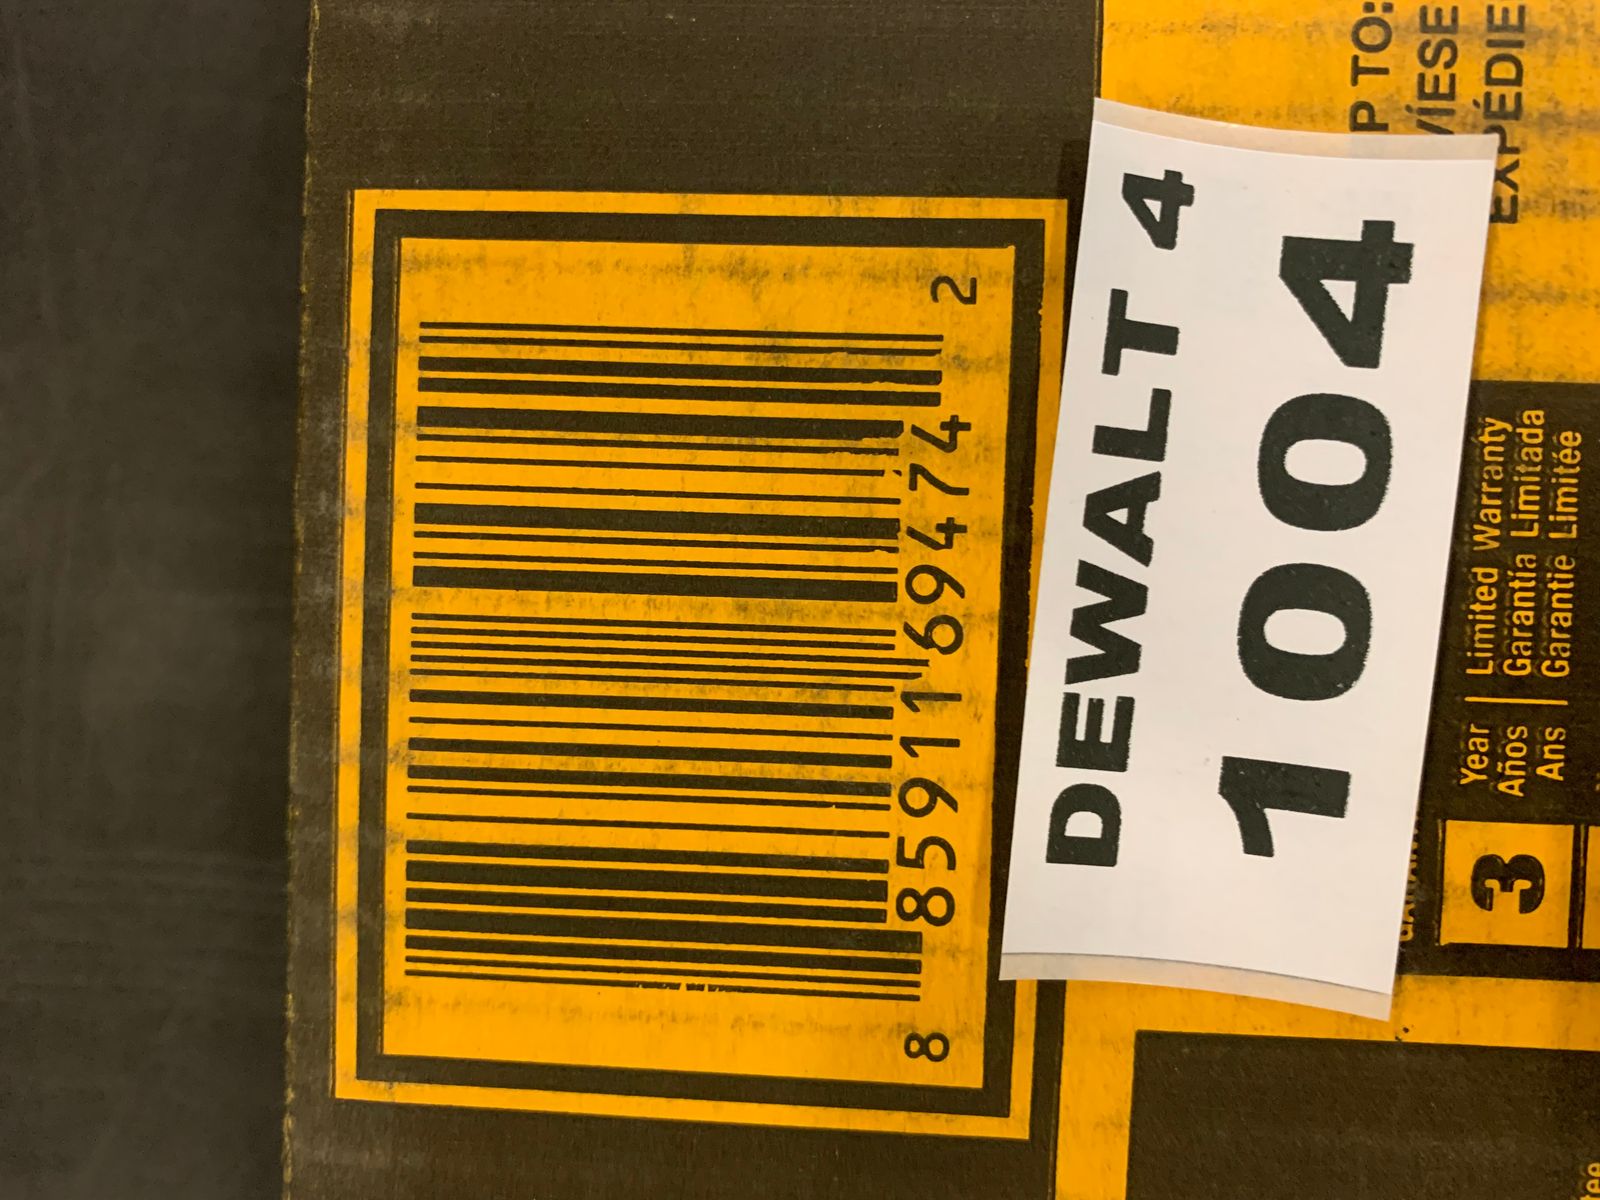 8 85911 69474 2
DEWALT 4
1004
P TO:
VÍESE
EXPÉDIE
3
Year | Limited Warranty
Años | Garantía Limitada
Ans | Garantie Limitée